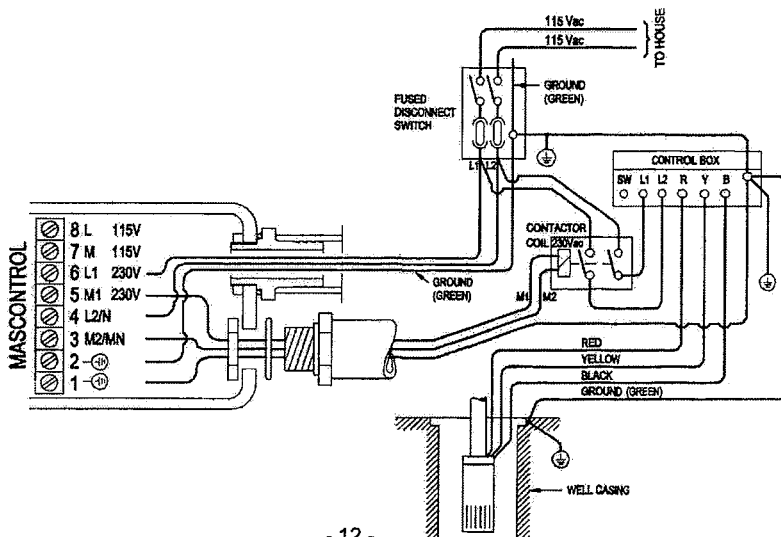 115 Vac
115 Vac
TO HOUSE
FUSED
DISCONNECT
SWITCH
GROUND
(GREEN)
L1 L2
CONTROL BOX
SW L1 L2 R Y B
MASCONTROL
8 L 115V
7 M 115V
6 L1 230V
5 M1 230V
4 L2/N
3 M2/MN
2
1
GROUND
(GREEN)
CONTACTOR
COIL 230Vac
M1 M2
RED
YELLOW
BLACK
GROUND (GREEN)
WELL CASING
- 12 -